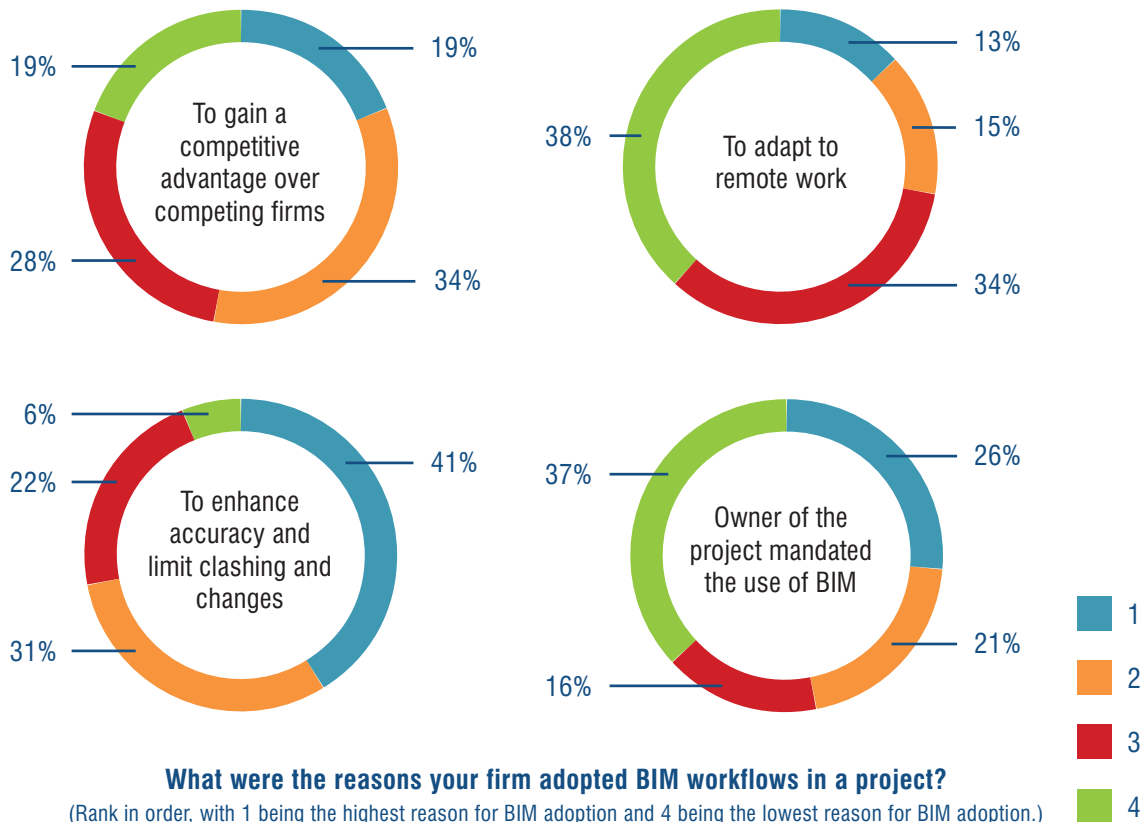 19%
19%
To gain a
competitive
advantage over
competing firms
28%
34%
13%
15%
38%
To adapt to
remote work
34%
6%
41%
22%
To enhance
accuracy and
limit clashing and
changes
31%
26%
37%
Owner of the
project mandated
the use of BIM
21%
16%
1
2
3
4
What were the reasons your firm adopted BIM workflows in a project?
(Rank in order, with 1 being the highest reason for BIM adoption and 4 being the lowest reason for BIM adoption.)